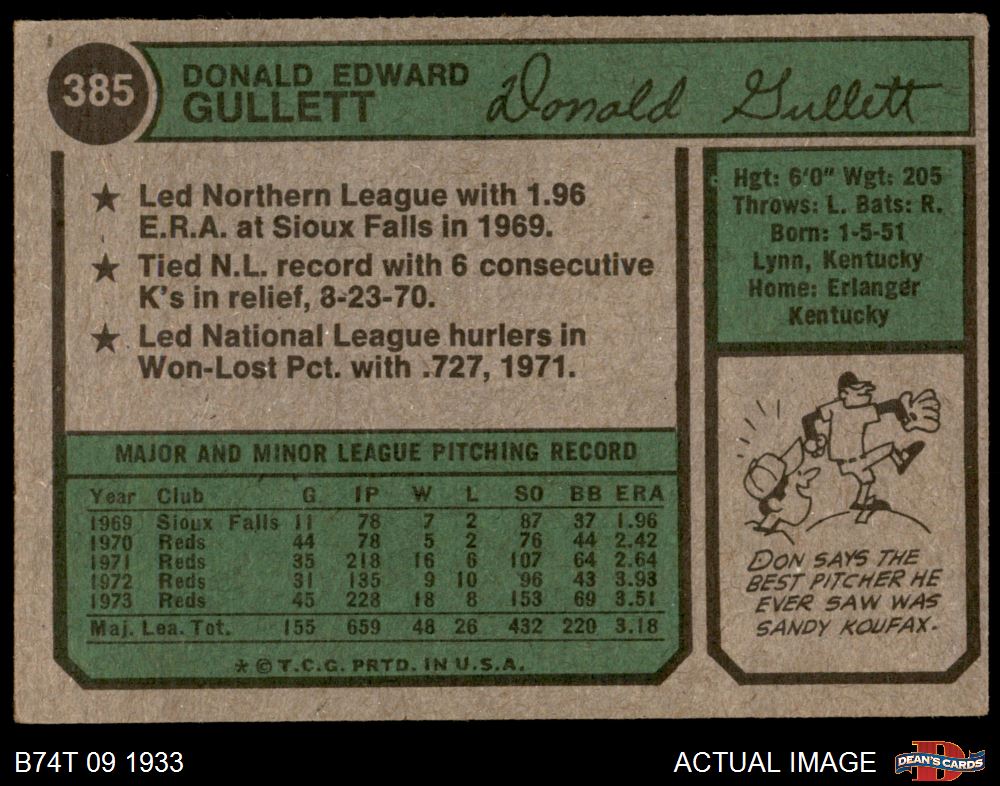 385
DONALD EDWARD
GULLETT
Donald Gullett
★ Led Northern League with 1.96
E.R.A. at Sioux Falls in 1969.
★ Tied N.L. record with 6 consecutive
K's in relief, 8-23-70.
★ Led National League hurlers in
Won-Lost Pct. with .727, 1971.
Hgt: 6'0" Wgt: 205
Throws: L. Bats: R.
Born: 1-5-51
Lynn, Kentucky
Home: Erlanger
Kentucky
MAJOR AND MINOR LEAGUE PITCHING RECORD
Year Club G IP W L SO BB ERA
1969 Sioux Falls 11 78 7 2 87 37 1.96
1970 Reds 44 78 5 2 76 44 2.42
1971 Reds 35 218 16 6 107 64 2.64
1972 Reds 31 135 9 10 96 43 3.93
1973 Reds 45 228 18 8 153 69 3.51
Maj. Lea. Tot. 155 659 48 26 432 220 3.18
* © T.C.G. PRTD. IN U.S.A.
DON SAYS THE
BEST PITCHER HE
EVER SAW WAS
SANDY KOUFAX.
B74T 09 1933
ACTUAL IMAGE
D
DEAN'S CARDS